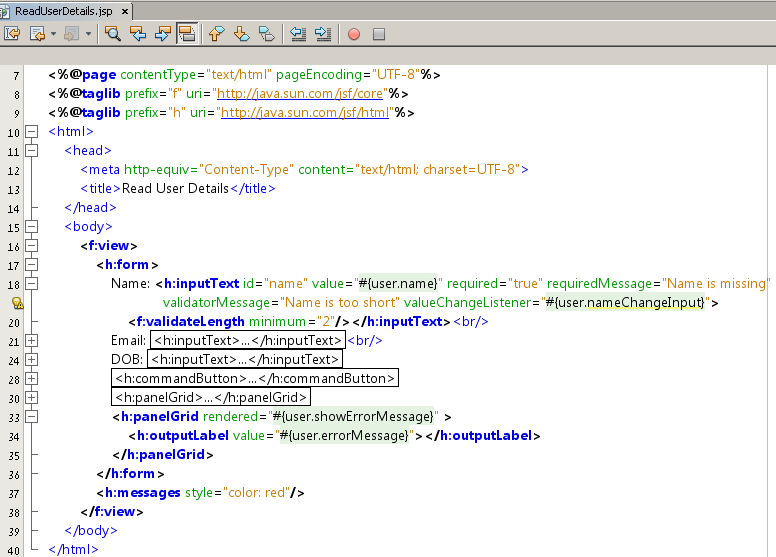 ReadUserDetails.jsp x
7 <%@page contentType="text/html" pageEncoding="UTF-8"%>
8 <%@taglib prefix="f" uri="http://java.sun.com/jsf/core"%>
9 <%@taglib prefix="h" uri="http://java.sun.com/jsf/html"%>
10 <html>
11 <head>
12 <meta http-equiv="Content-Type" content="text/html; charset=UTF-8">
13 <title>Read User Details</title>
14 </head>
15 <body>
16 <f:view>
17 <h:form>
18 Name: <h:inputText id="name" value="#{user.name}" required="true" requiredMessage="Name is missing"
validatorMessage="Name is too short" valueChangeListener="#{user.nameChangeInput}">
20 <f:validateLength minimum="2"/></h:inputText><br/>
21 Email: <h:inputText>...</h:inputText><br/>
24 DOB: <h:inputText>...</h:inputText>
28 <h:commandButton>...</h:commandButton>
30 <h:panelGrid>...</h:panelGrid>
33 <h:panelGrid rendered="#{user.showErrorMessage}" >
34 <h:outputLabel value="#{user.errorMessage}"></h:outputLabel>
35 </h:panelGrid>
36 </h:form>
37 <h:messages style="color: red"/>
38 </f:view>
39 </body>
40 </html>